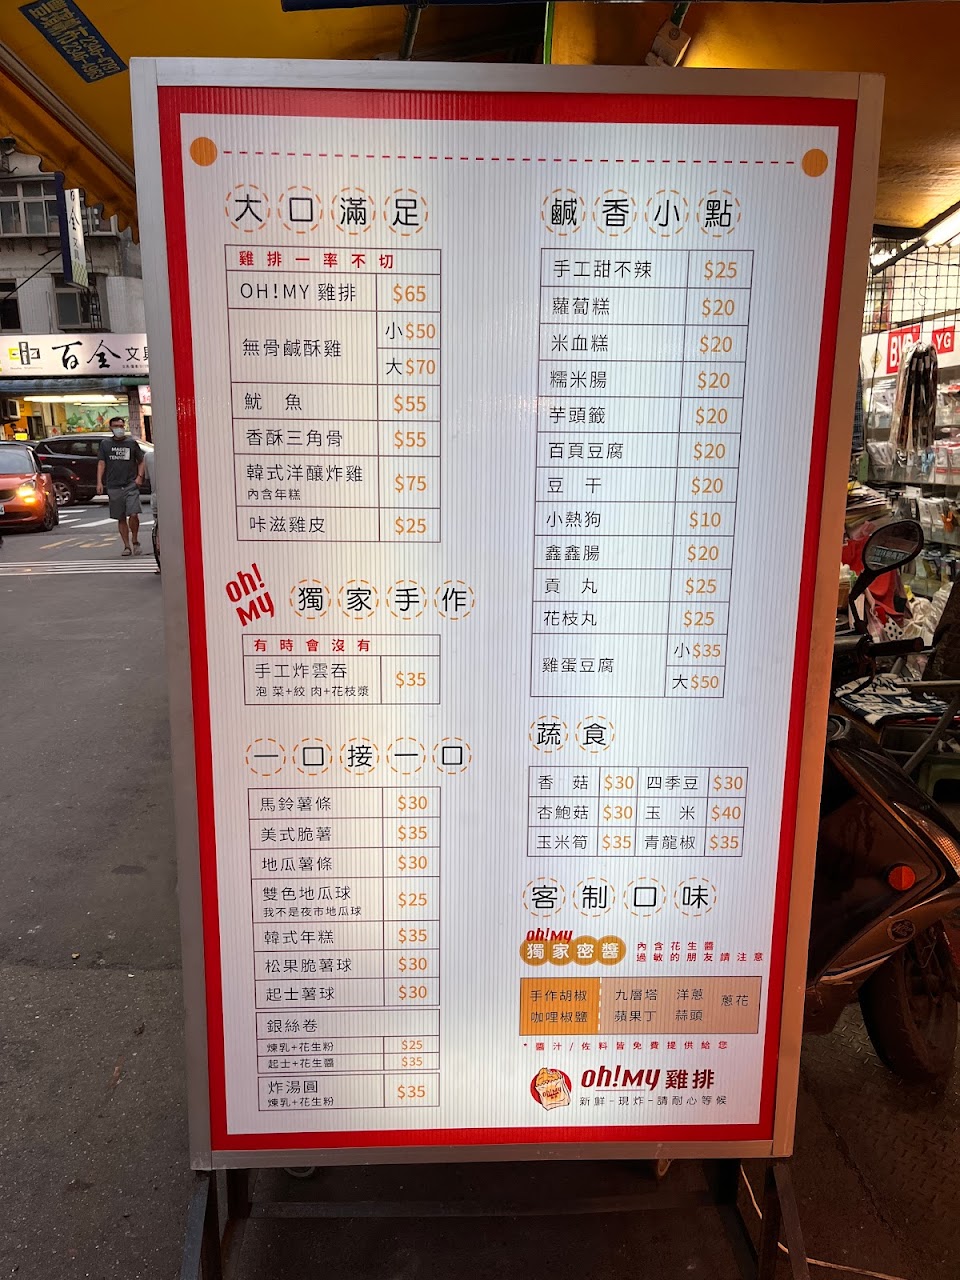 百全文具
百全
大口滿足
雞排一率不切
OH!MY 雞排 $65
無骨鹹酥雞 小$50
大$70
魷 魚 $55
香酥三角骨 $55
韓式洋釀炸雞 $75
內含年糕
咔滋雞皮 $25
oh!
My
獨家手作
有時會沒有
手工炸雲吞 $35
泡菜+絞肉+花枝漿
一口接一口
馬鈴薯條 $30
美式脆薯 $35
地瓜薯條 $30
雙色地瓜球 $25
我不是夜市地瓜球
韓式年糕 $35
松果脆薯球 $30
起士薯球 $30
銀絲卷
煉乳+花生粉 $25
起士+花生醬 $35
炸湯圓 $35
煉乳+花生粉
鹹香小點
手工甜不辣 $25
蘿蔔糕 $20
米血糕 $20
糯米腸 $20
芋頭籤 $20
百頁豆腐 $20
豆 干 $20
小熱狗 $10
鑫鑫腸 $20
貢 丸 $25
花枝丸 $25
雞蛋豆腐 小$35
大$50
蔬食
香 菇 $30 四季豆 $30
杏鮑菇 $30 玉 米 $40
玉米筍 $35 青龍椒 $35
客制口味
oh!My
獨家密醬 內含花生醬
過敏的朋友請注意
手作胡椒 九層塔 洋蔥 蔥花
咖哩椒鹽 蘋果丁 蒜頭
*醬汁/佐料皆免費提供給您
oh!My 雞排
新鮮-現炸-請耐心等候